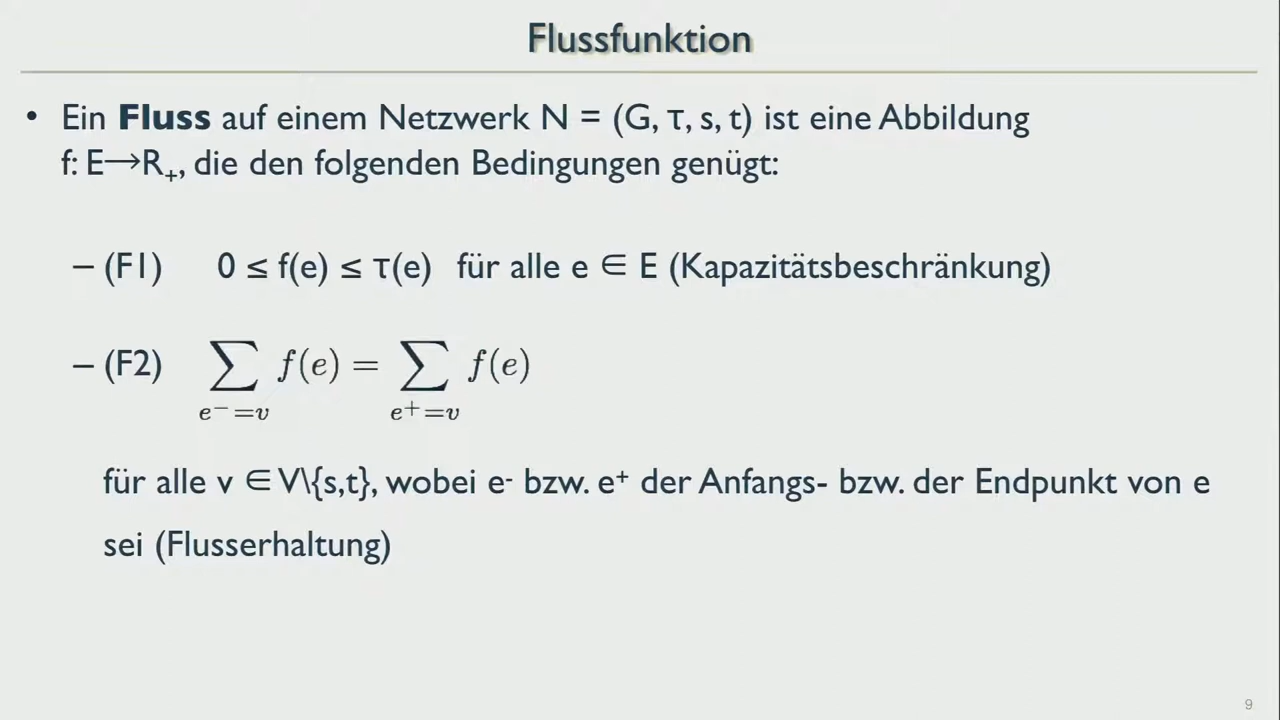 Flussfunktion
• Ein Fluss auf einem Netzwerk N = (G, τ, s, t) ist eine Abbildung
f: E→R₊, die den folgenden Bedingungen genügt:
– (F1) 0 ≤ f(e) ≤ τ(e) für alle e ∈ E (Kapazitätsbeschränkung)
– (F2) ∑ f(e) = ∑ f(e)
e⁻=v e⁺=v
für alle v ∈ V\{s,t}, wobei e⁻ bzw. e⁺ der Anfangs- bzw. der Endpunkt von e
sei (Flusserhaltung)
9